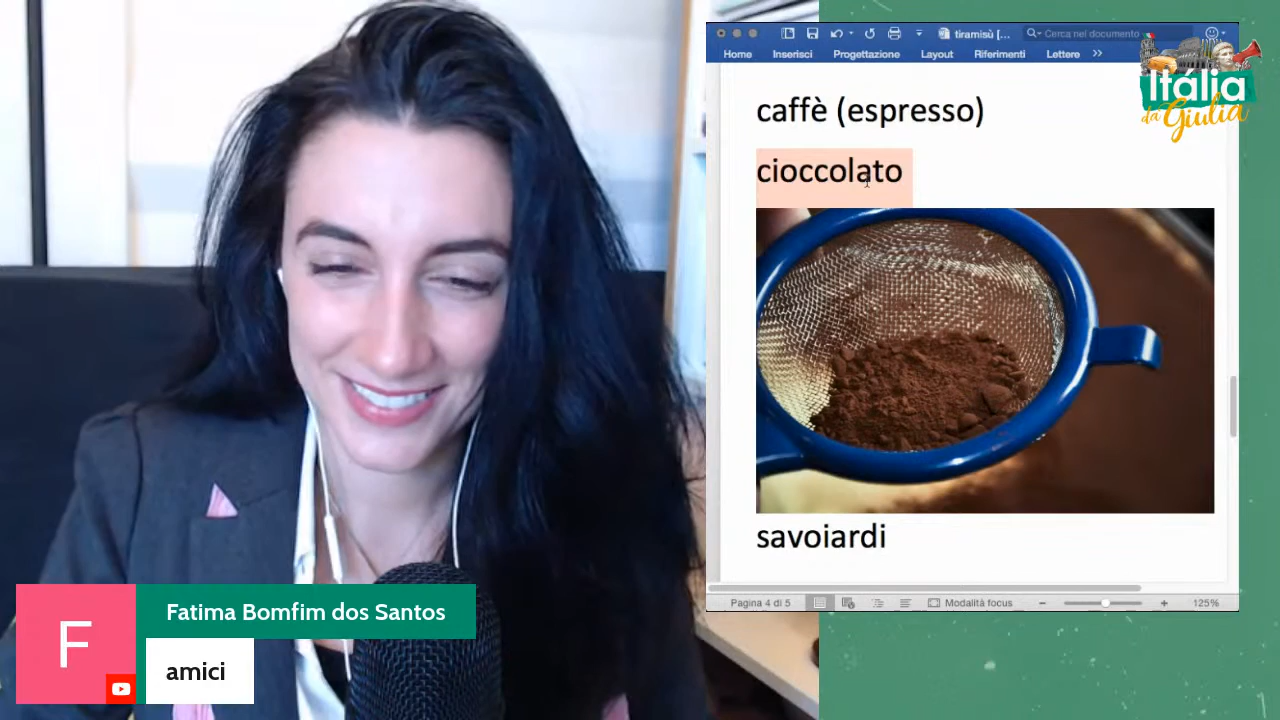 tiramisù [...
Cerca nel documento
Home Inserisci Progettazione Layout Riferimenti Lettere >>
Itália
da Giulia
caffè (espresso)
cioccolato
savoiardi
Pagina 4 di 5 Modalità focus 125%
F
Fatima Bomfim dos Santos
amici